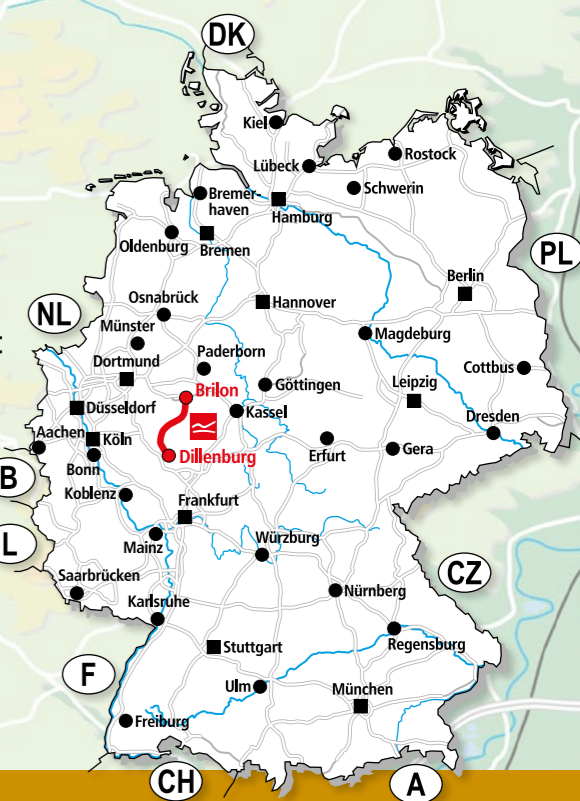 DK
Kiel
Lübeck
Rostock
Schwerin
Bremer-
haven
Hamburg
Oldenburg
Bremen
PL
Berlin
Osnabrück
Hannover
NL
Münster
Magdeburg
Dortmund
Paderborn
Cottbus
Brilon
Göttingen
Leipzig
Düsseldorf
Kassel
Dresden
Aachen
Köln
Dillenburg
Erfurt
Gera
B
Bonn
Koblenz
Frankfurt
L
Mainz
Würzburg
CZ
Saarbrücken
Nürnberg
Karlsruhe
Regensburg
Stuttgart
F
Ulm
München
Freiburg
CH
A